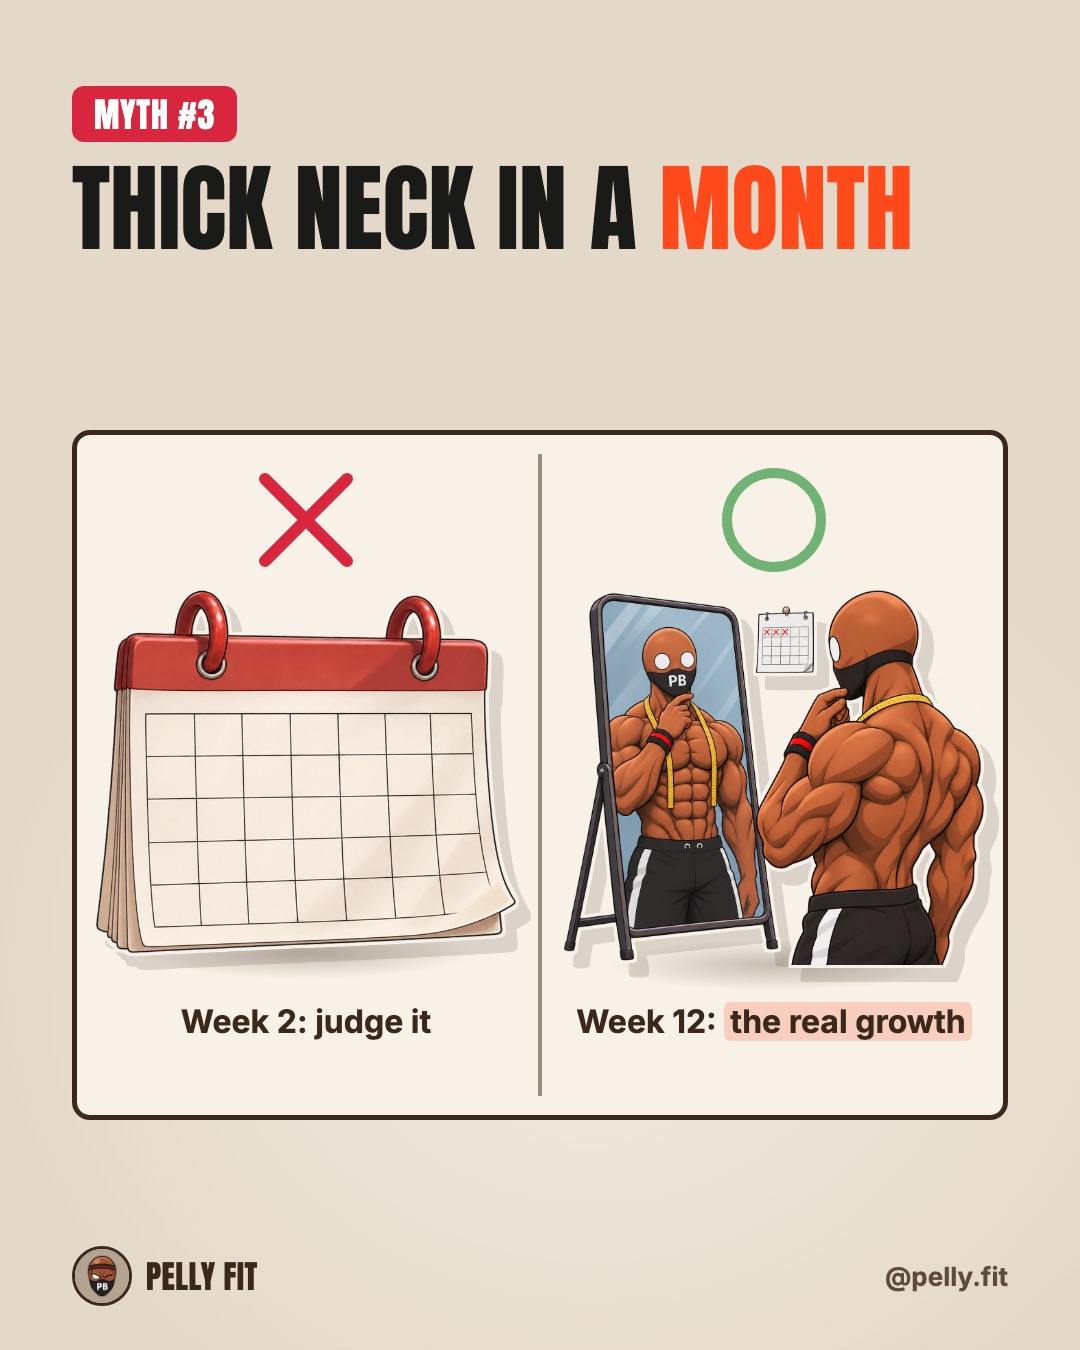 MYTH #3
THICK NECK IN A MONTH
PB
Week 2: judge it
Week 12: the real growth
PB
PELLY FIT
@pelly.fit